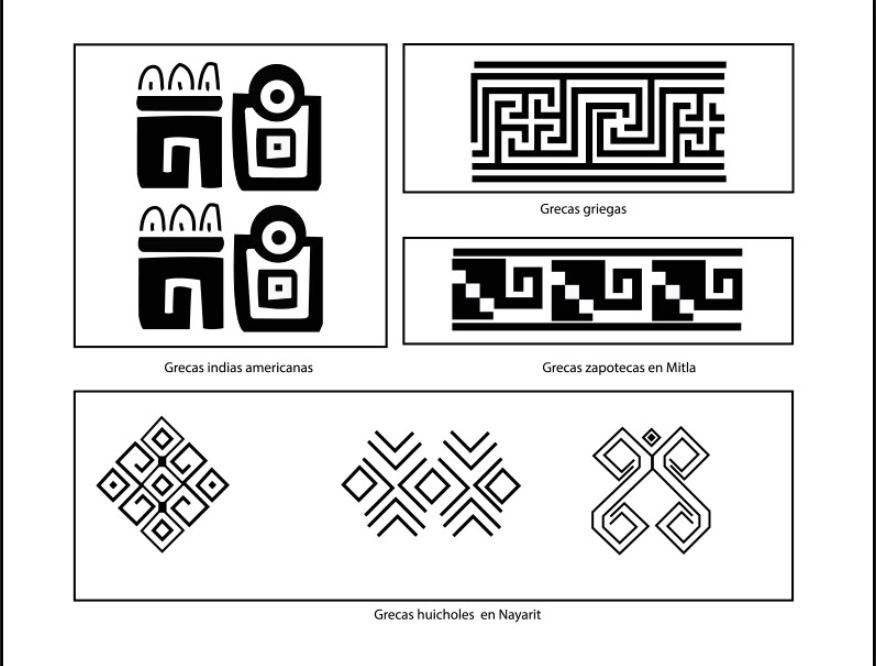 Grecas griegas
Grecas indias americanas
Grecas zapotecas en Mitla
Grecas huicholes en Nayarit